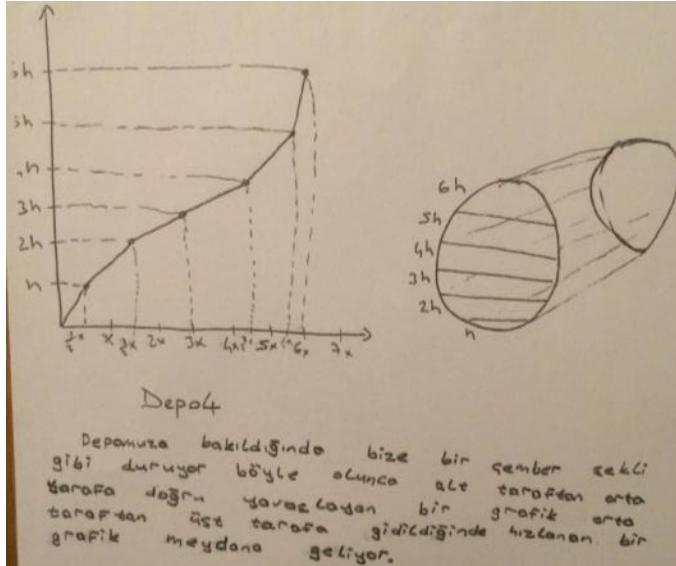 6h
5h
4h
3h
2h
h
x
2x
3x
4x
5x
6x
7x
6h
5h
4h
3h
2h
h
Depo4
Depomuza bakıldığında bize bir çember şekli
gibi duruyor böyle olunca alt taraftan orta
tarafa doğru yavaşlayan bir grafik orta
taraftan üst tarafa gidildiğinde hızlanan bir
grafik meydana geliyor.